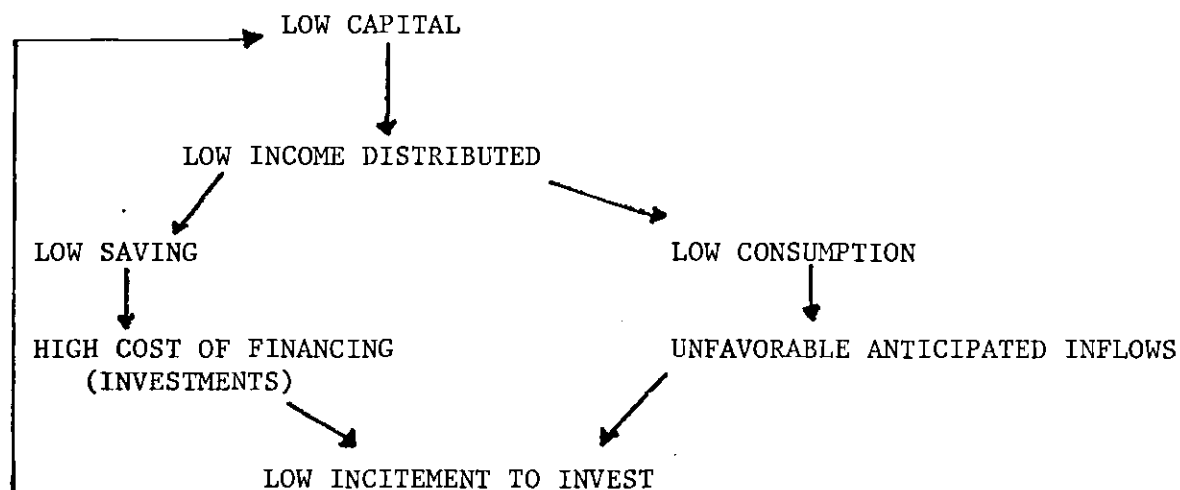 LOW CAPITAL
LOW INCOME DISTRIBUTED
LOW SAVING
LOW CONSUMPTION
HIGH COST OF FINANCING
(INVESTMENTS)
UNFAVORABLE ANTICIPATED INFLOWS
LOW INCITEMENT TO INVEST